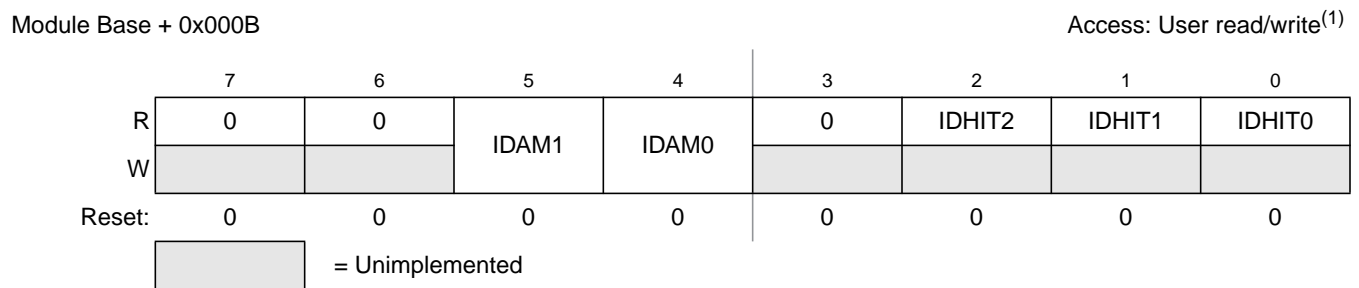 Module Base + 0x000B Access: User read/write(1)
7 6 5 4 3 2 1 0
R 0 0 IDAM1 IDAM0 0 IDHIT2 IDHIT1 IDHIT0
W
Reset: 0 0 0 0 0 0 0 0
= Unimplemented